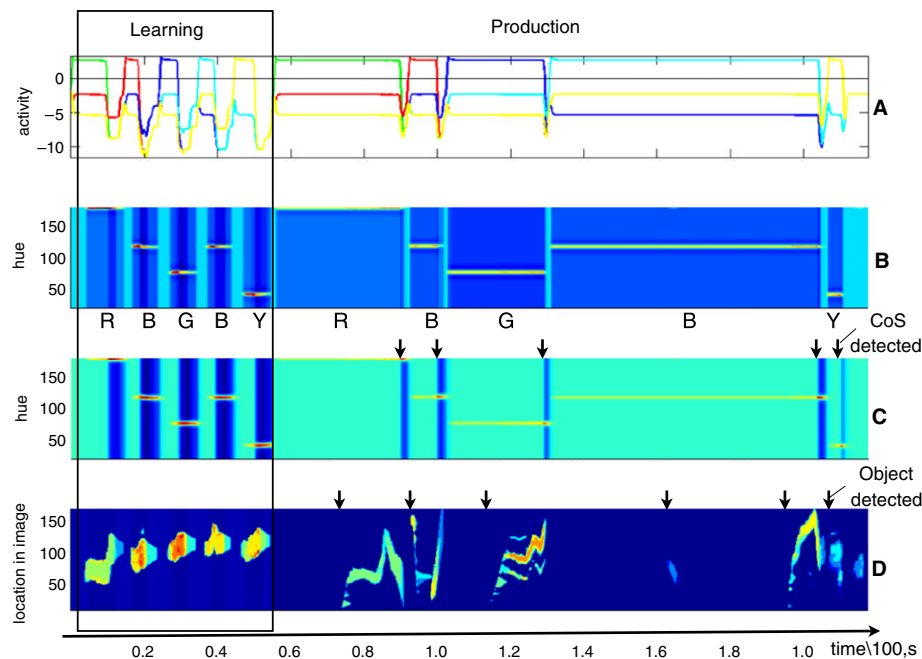 Learning
Production
activity
0
−5
−10
A
hue
150
100
50
B
R B G B Y R B G B Y
CoS
detected
hue
150
100
50
C
Object
detected
location in image
150
100
50
D
0.2 0.4 0.6 0.8 1.0 1.2 1.4 1.6 1.8 1.0 time\100,s